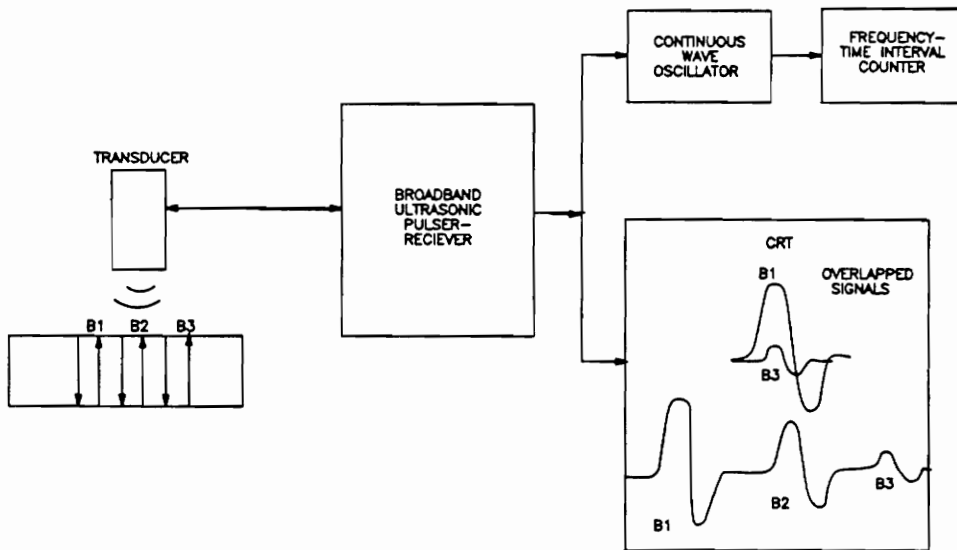 CONTINUOUS
WAVE
OSCILLATOR
FREQUENCY-
TIME INTERVAL
COUNTER
TRANSDUCER
BROADBAND
ULTRASONIC
PULSER-
RECIEVER
CRT
B1
OVERLAPPED
SIGNALS
B3
B1 B2 B3
B1
B2
B3